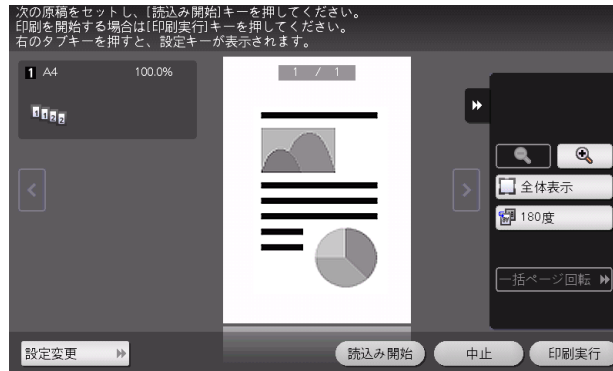 次の原稿をセットし、[読込み開始]キーを押してください。
印刷を開始する場合は[印刷実行]キーを押してください。
右のタブキーを押すと、設定キーが表示されます。
1 A4 100.0%
1 / 1
1 1 2 2
全体表示
180度
一括ページ回転
設定変更
読込み開始
中止
印刷実行